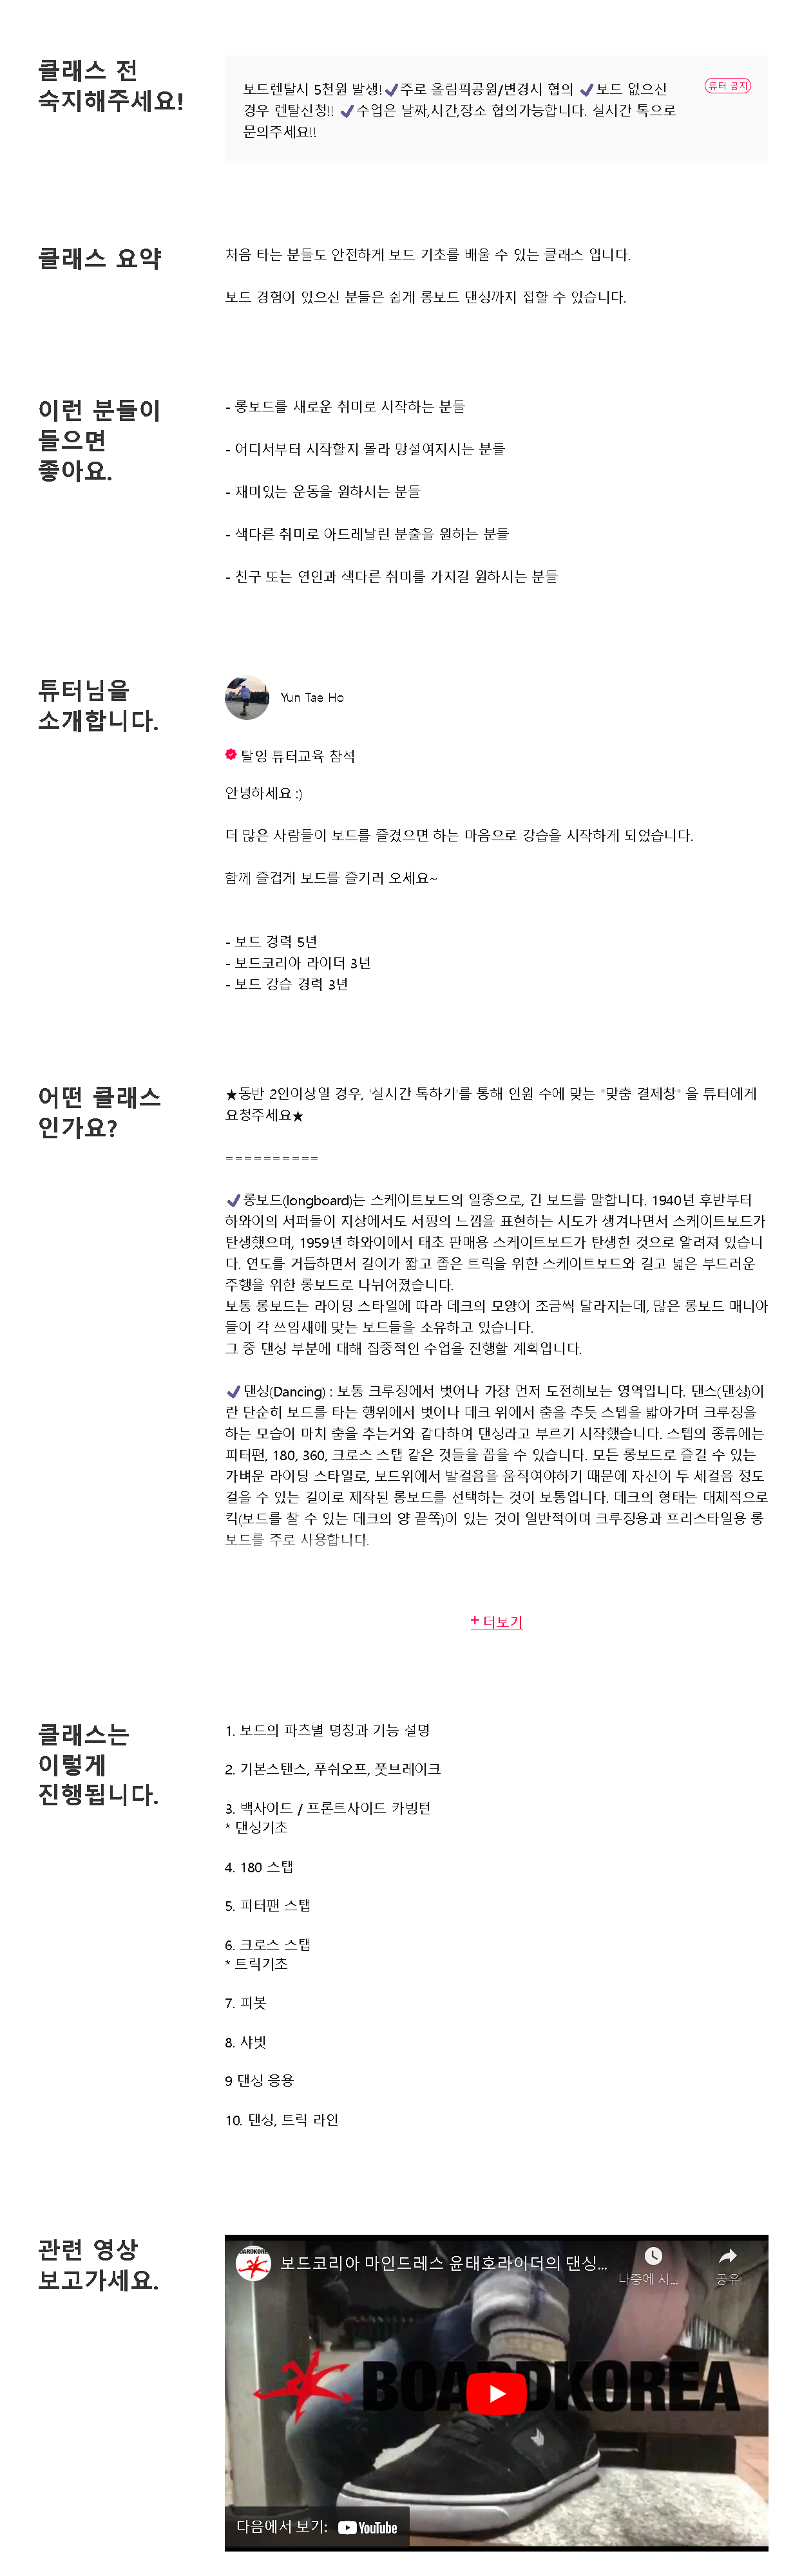 클래스 전
숙지해주세요!
보드렌탈시 5천원 발생! ✔주로 올림픽공원/변경시 협의 ✔보드 없으신
튜터 공지
경우 렌탈신청!! ✔수업은 날짜,시간,장소 협의가능합니다. 실시간 톡으로
문의주세요!!
클래스 요약
처음 타는 분들도 안전하게 보드 기초를 배울 수 있는 클래스 입니다.
보드 경험이 있으신 분들은 쉽게 롱보드 댄싱까지 접할 수 있습니다.
이런 분들이
들으면
좋아요.
- 롱보드를 새로운 취미로 시작하는 분들
- 어디서부터 시작할지 몰라 망설여지시는 분들
- 재미있는 운동을 원하시는 분들
- 색다른 취미로 아드레날린 분출을 원하는 분들
- 친구 또는 연인과 색다른 취미를 가지길 원하시는 분들
튜터님을
소개합니다.
Yun Tae Ho
탈잉 튜터교육 참석
안녕하세요 :)
더 많은 사람들이 보드를 즐겼으면 하는 마음으로 강습을 시작하게 되었습니다.
함께 즐겁게 보드를 즐기러 오세요~
- 보드 경력 5년
- 보드코리아 라이더 3년
- 보드 강습 경력 3년
어떤 클래스
인가요?
★동반 2인이상일 경우, '실시간 톡하기'를 통해 인원 수에 맞는 "맞춤 결제창" 을 튜터에게
요청주세요★
==========
✔롱보드(longboard)는 스케이트보드의 일종으로, 긴 보드를 말합니다. 1940년 후반부터
하와이의 서퍼들이 지상에서도 서핑의 느낌을 표현하는 시도가 생겨나면서 스케이트보드가
탄생했으며, 1959년 하와이에서 태초 판매용 스케이트보드가 탄생한 것으로 알려져 있습니
다. 연도를 거듭하면서 길이가 짧고 좁은 트릭을 위한 스케이트보드와 길고 넓은 부드러운
주행을 위한 롱보드로 나뉘어졌습니다.
보통 롱보드는 라이딩 스타일에 따라 데크의 모양이 조금씩 달라지는데, 많은 롱보드 매니아
들이 각 쓰임새에 맞는 보드들을 소유하고 있습니다.
그 중 댄싱 부분에 대해 집중적인 수업을 진행할 계획입니다.
✔댄싱(Dancing) : 보통 크루징에서 벗어나 가장 먼저 도전해보는 영역입니다. 댄스(댄싱)이
란 단순히 보드를 타는 행위에서 벗어나 데크 위에서 춤을 추듯 스텝을 밟아가며 크루징을
하는 모습이 마치 춤을 추는거와 같다하여 댄싱라고 부르기 시작했습니다. 스텝의 종류에는
피터팬, 180, 360, 크로스 스탭 같은 것들을 꼽을 수 있습니다. 모든 롱보드로 즐길 수 있는
가벼운 라이딩 스타일로, 보드위에서 발걸음을 움직여야하기 때문에 자신이 두 세걸음 정도
걸을 수 있는 길이로 제작된 롱보드를 선택하는 것이 보통입니다. 데크의 형태는 대체적으로
킥(보드를 찰 수 있는 데크의 양 끝쪽)이 있는 것이 일반적이며 크루징용과 프리스타일용 롱
보드를 주로 사용합니다.
+ 더보기
클래스는
이렇게
진행됩니다.
1. 보드의 파츠별 명칭과 기능 설명
2. 기본스탠스, 푸쉬오프, 풋브레이크
3. 백사이드 / 프론트사이드 카빙턴
* 댄싱기초
4. 180 스탭
5. 피터팬 스탭
6. 크로스 스탭
* 트릭기초
7. 피봇
8. 샤빗
9 댄싱 응용
10. 댄싱, 트릭 라인
관련 영상
보고가세요.
BOARDKOREA
보드코리아 마인드레스 윤태호라이더의 댄싱...
나중에 시...
공유
BOARDKOREA
다음에서 보기: YouTube